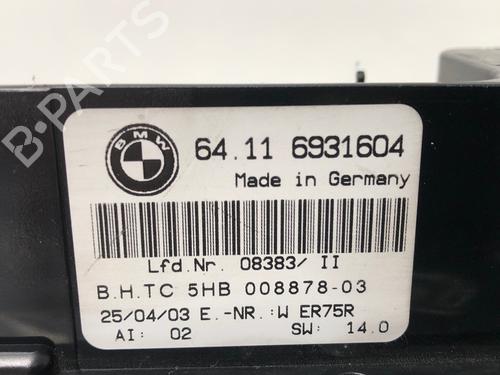 B-PARTS
BMW
64.11 6931604
Made in Germany
Lfd.Nr. 08383/ II
B.H.TC 5HB 008878-03
25/04/03 E.-NR.:W ER75R
AI: 02 SW: 14.0